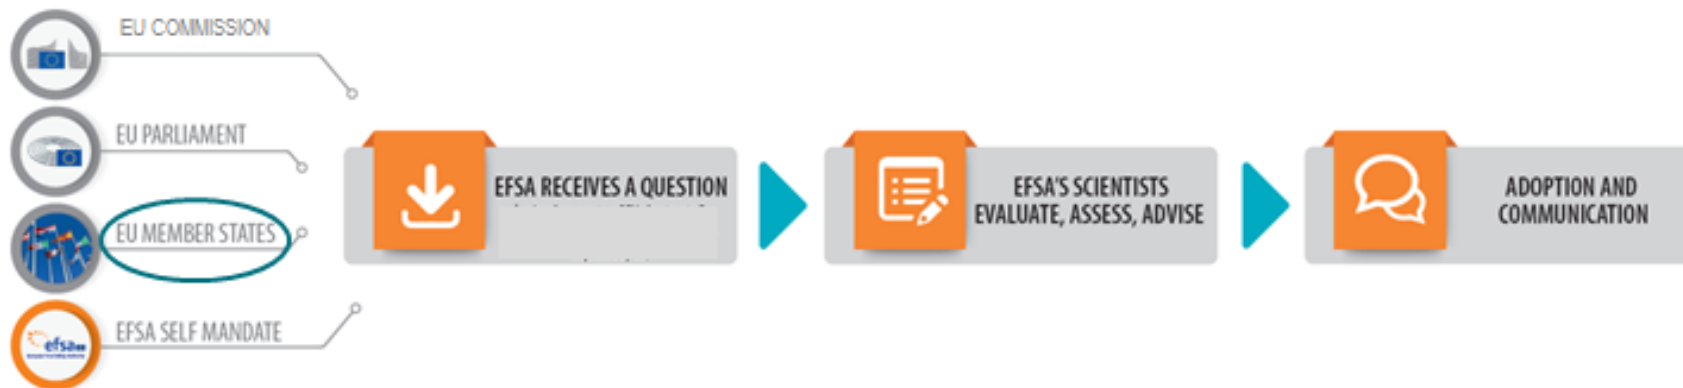 EU COMMISSION
EU PARLIAMENT
EU MEMBER STATES
EFSA SELF MANDATE
efsa
EFSA RECEIVES A QUESTION
EFSA'S SCIENTISTS
EVALUATE, ASSESS, ADVISE
ADOPTION AND
COMMUNICATION